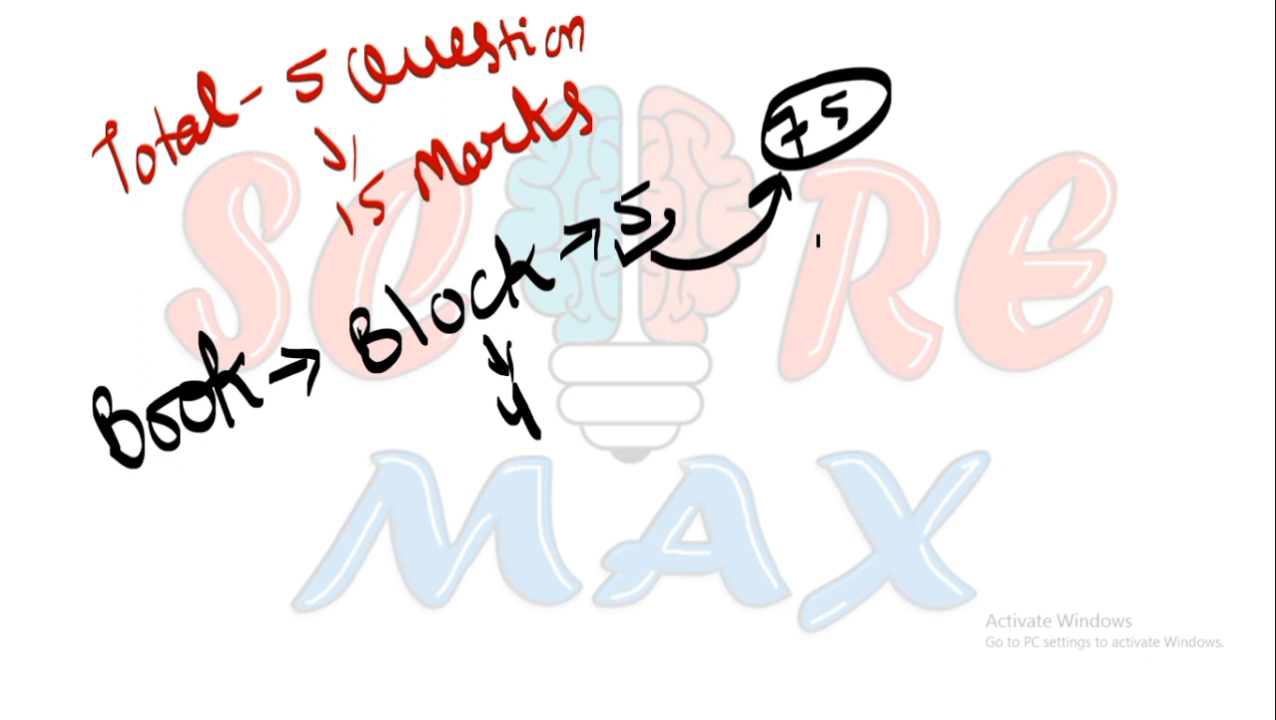 Total - 5 Question
↓
15 Marks
75
Book → Block → 5
↓
4
SCORE
MAX
Activate Windows
Go to PC settings to activate Windows.